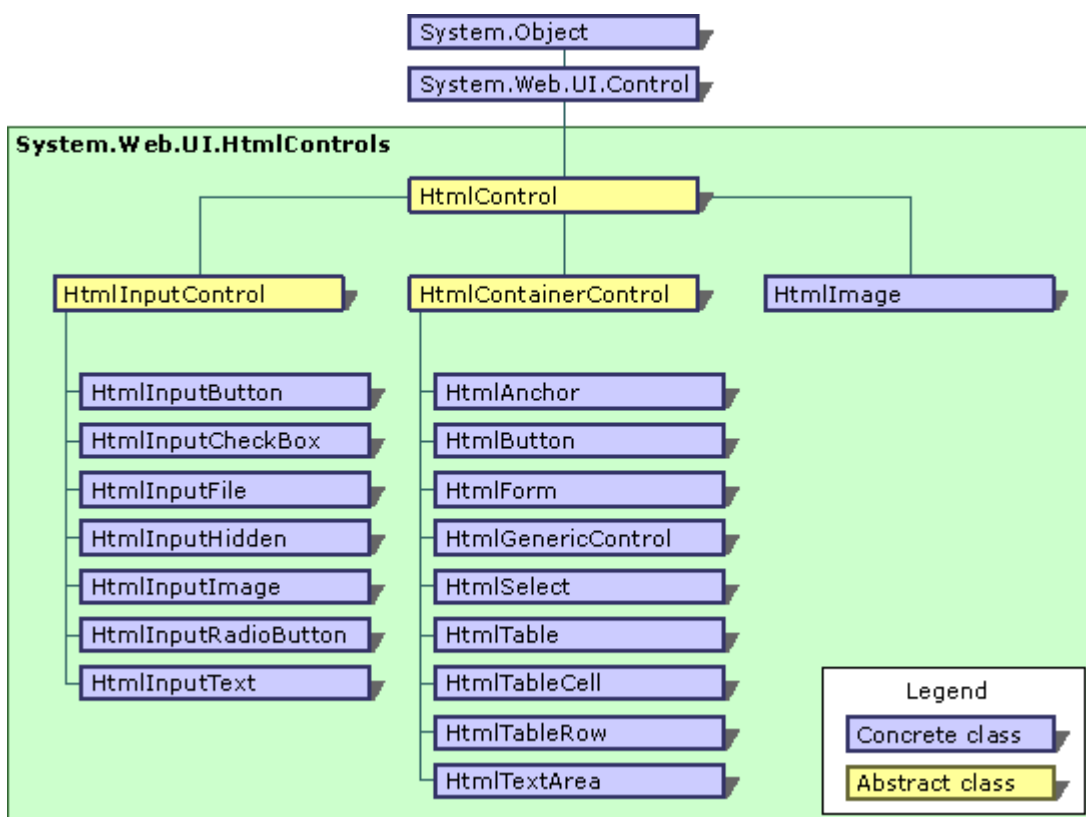 System.Object
System.Web.UI.Control
System.Web.UI.HtmlControls
HtmlControl
HtmlInputControl
HtmlContainerControl
HtmlImage
HtmlInputButton
HtmlInputCheckBox
HtmlInputFile
HtmlInputHidden
HtmlInputImage
HtmlInputRadioButton
HtmlInputText
HtmlAnchor
HtmlButton
HtmlForm
HtmlGenericControl
HtmlSelect
HtmlTable
HtmlTableCell
HtmlTableRow
HtmlTextArea
Legend
Concrete class
Abstract class